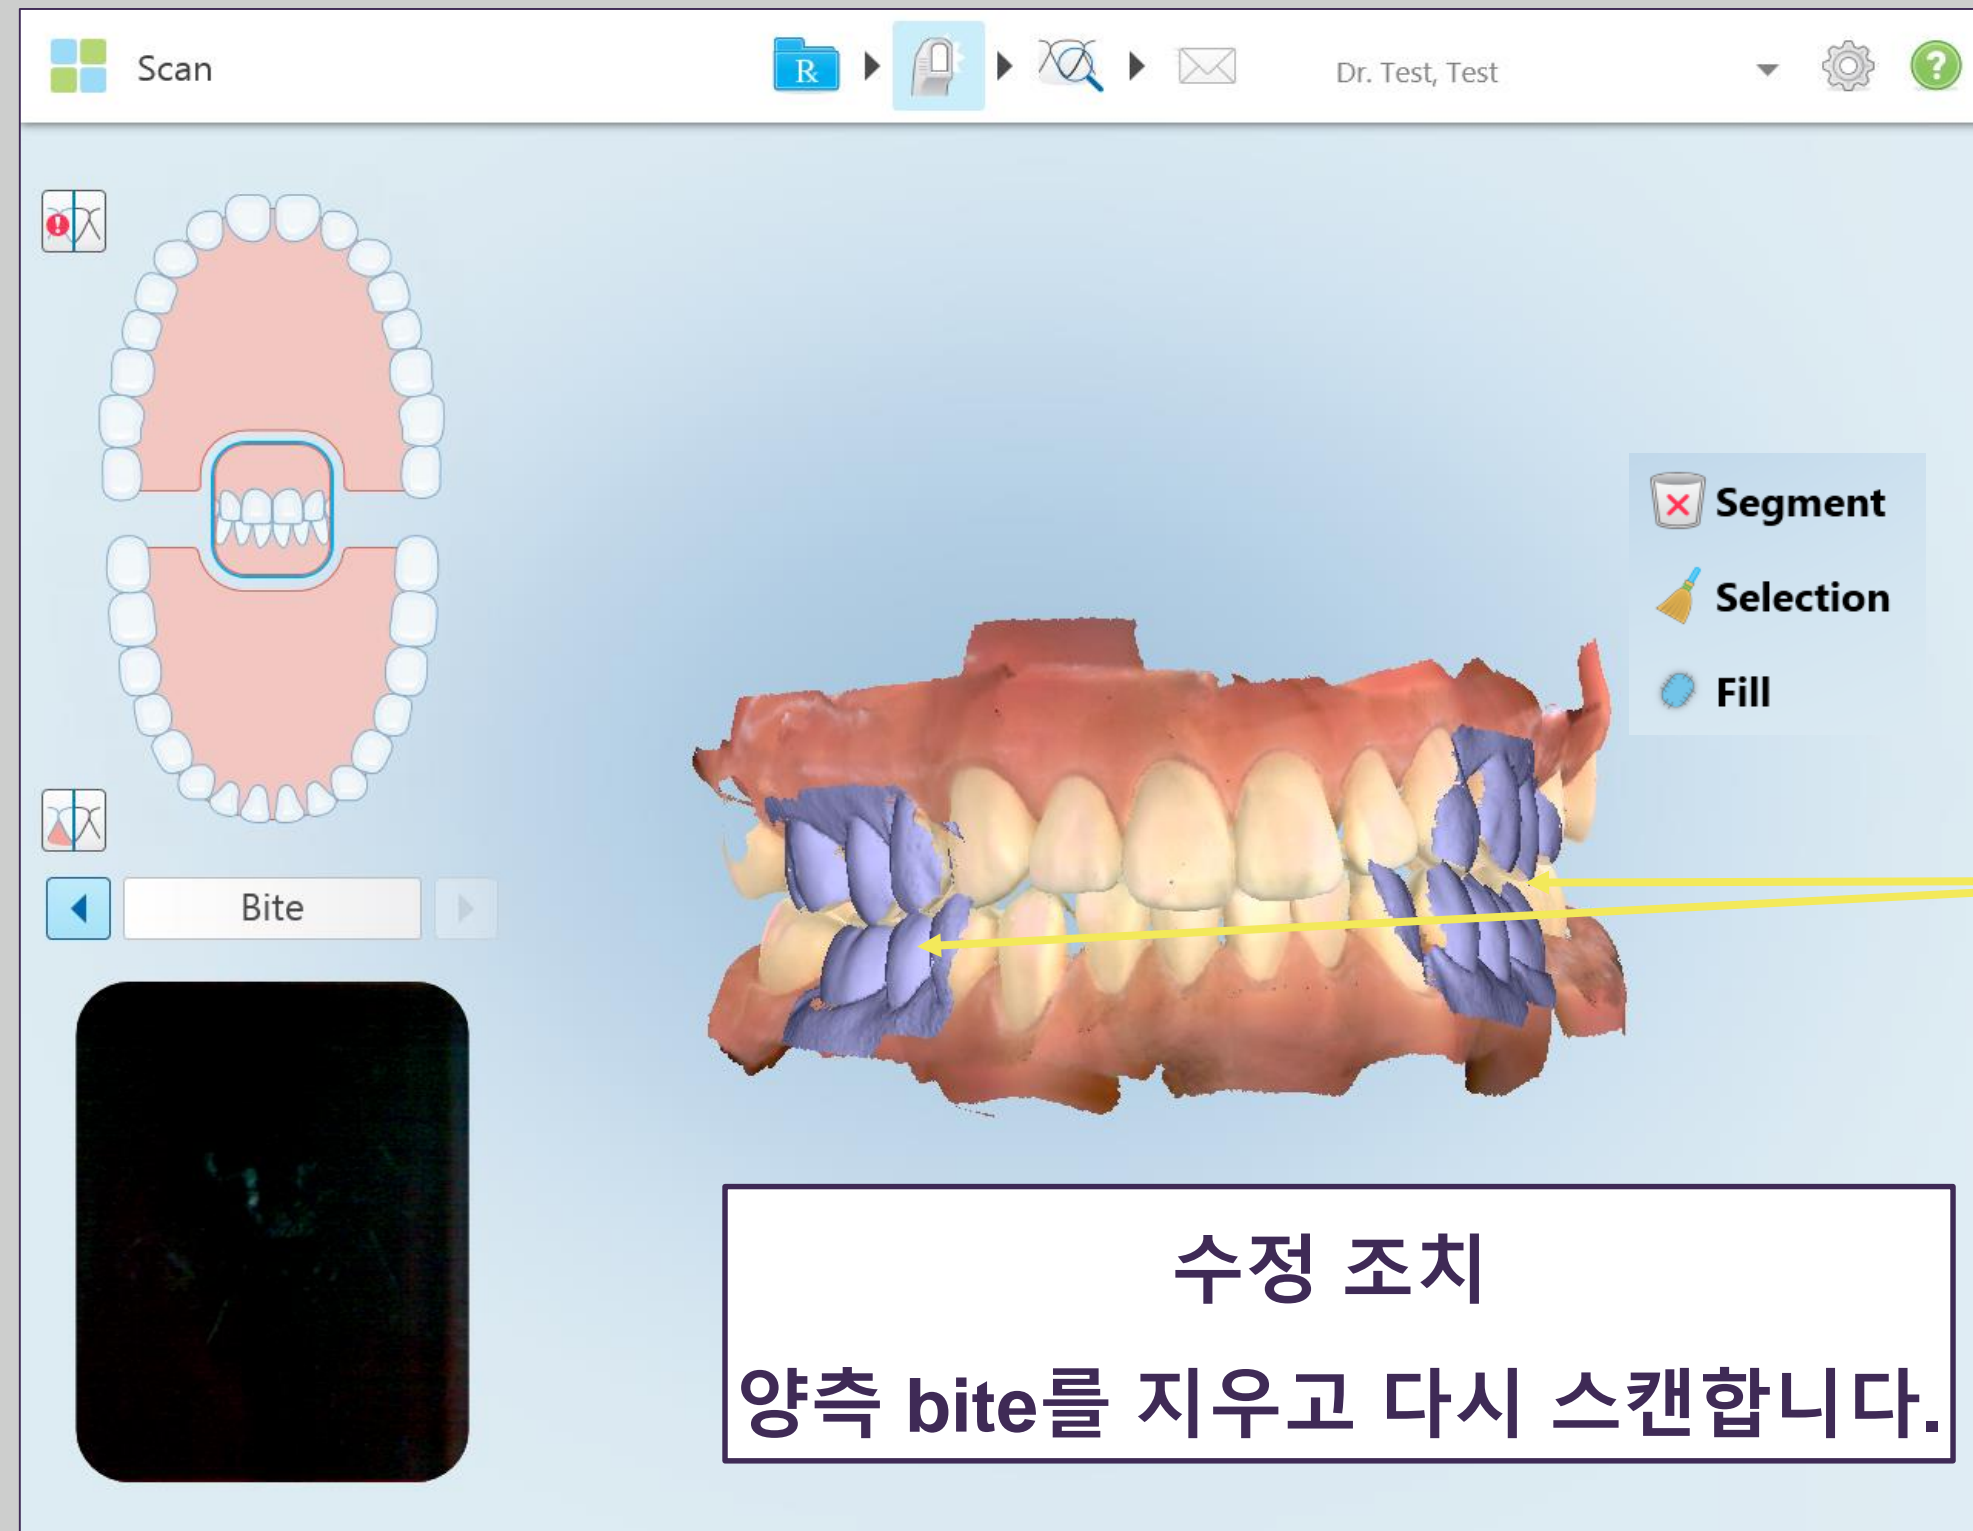 Scan
R
Dr. Test, Test
?
!
Segment
Selection
Fill
Bite
수정 조치
양측 bite를 지우고 다시 스캔합니다.